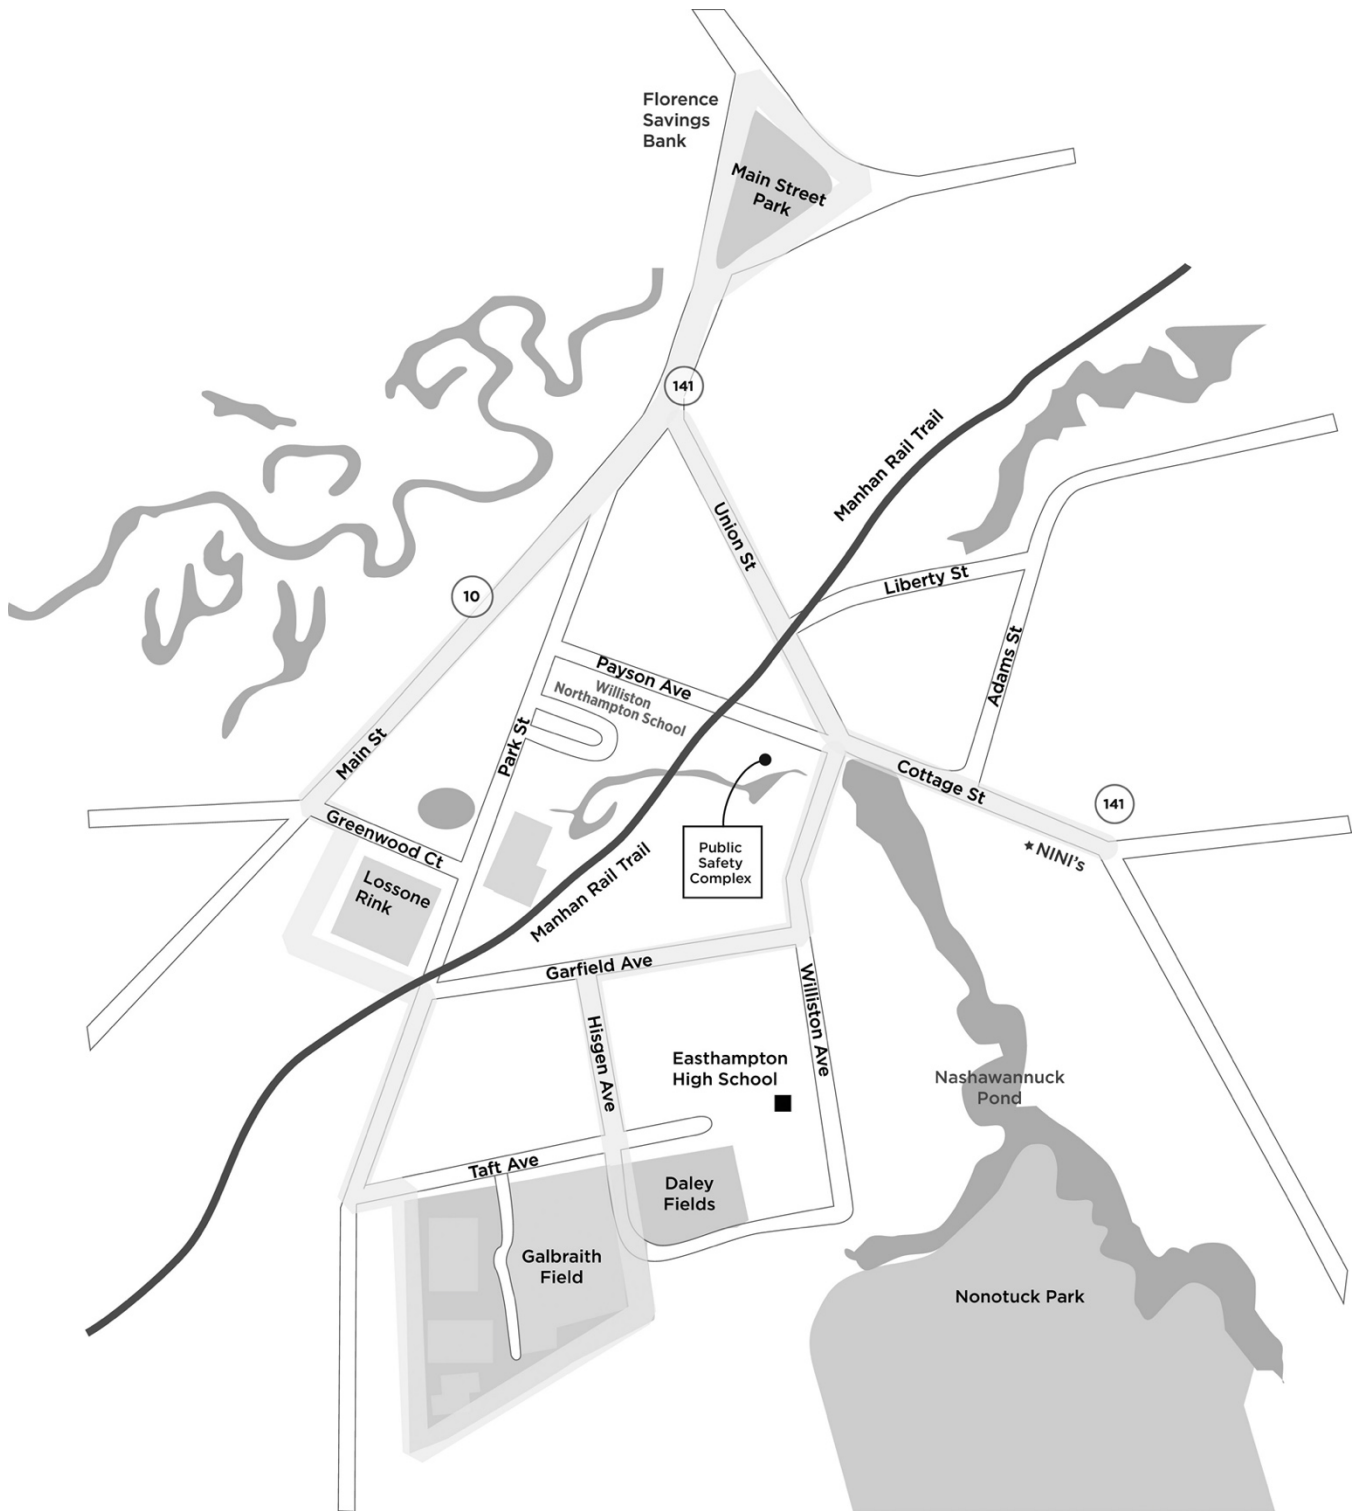 Florence
Savings
Bank
Main Street
Park
141
Manhan Rail Trail
Union St
10
Liberty St
Adams St
Payson Ave
Williston
Northampton School
Park St
Main St
Cottage St
141
Greenwood Ct
NINI's
Public
Safety
Complex
Lossone
Rink
Manhan Rail Trail
Garfield Ave
Hisgen Ave
Williston Ave
Easthampton
High School
Nashawannuck
Pond
Taft Ave
Daley
Fields
Galbraith
Field
Nonotuck Park